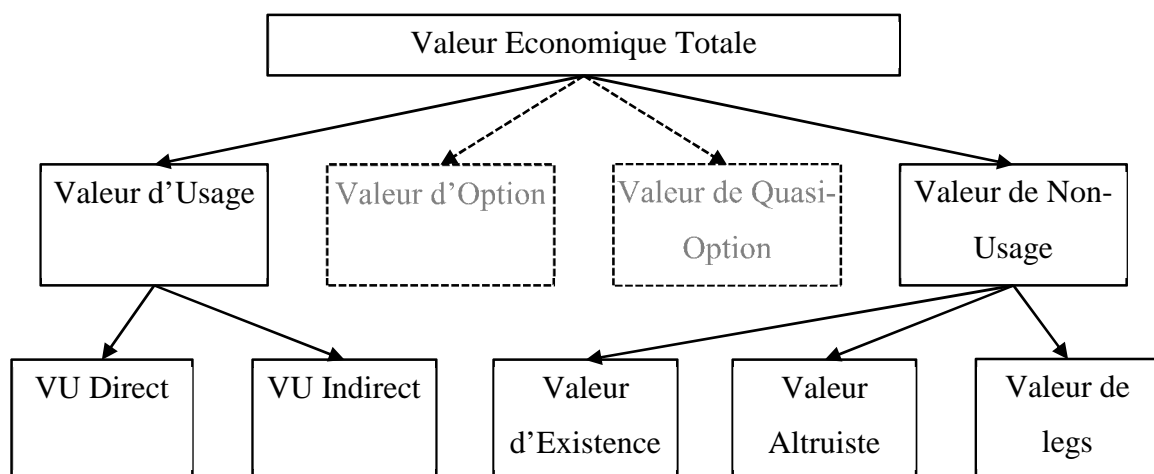 Valeur Economique Totale
Valeur d’Usage
Valeur d’Option
Valeur de Quasi-
Option
Valeur de Non-
Usage
VU Direct
VU Indirect
Valeur
d’Existence
Valeur
Altruiste
Valeur de
legs